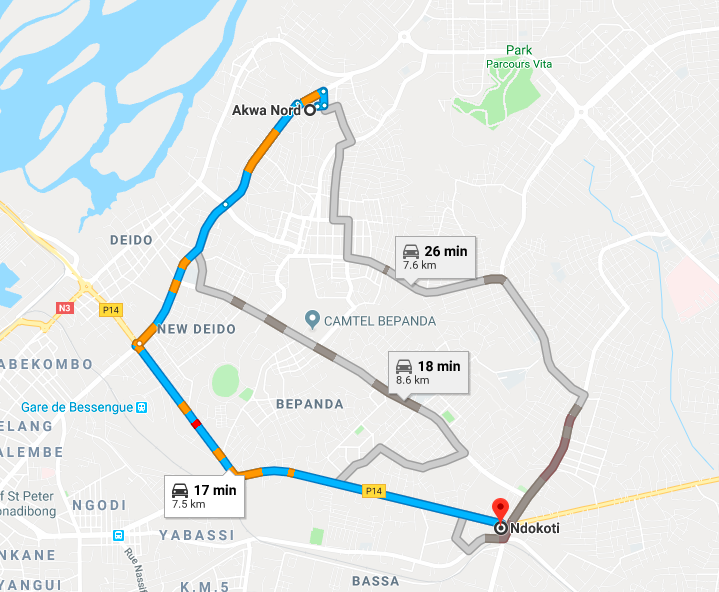 Park
Parcours Vita
Akwa Nord
DEIDO
26 min
7.6 km
N3
P14
NEW DEIDO
CAMTEL BEPANDA
ABEKOMBO
18 min
8.6 km
Gare de Bessengue
BEPANDA
ELANG
ALEMBE
17 min
7.5 km
P14
of St Peter
onadibong
NGODI
Ndokoti
YABASSI
NKANE
Rue Nassif
BASSA
YANGUI
K.M.5